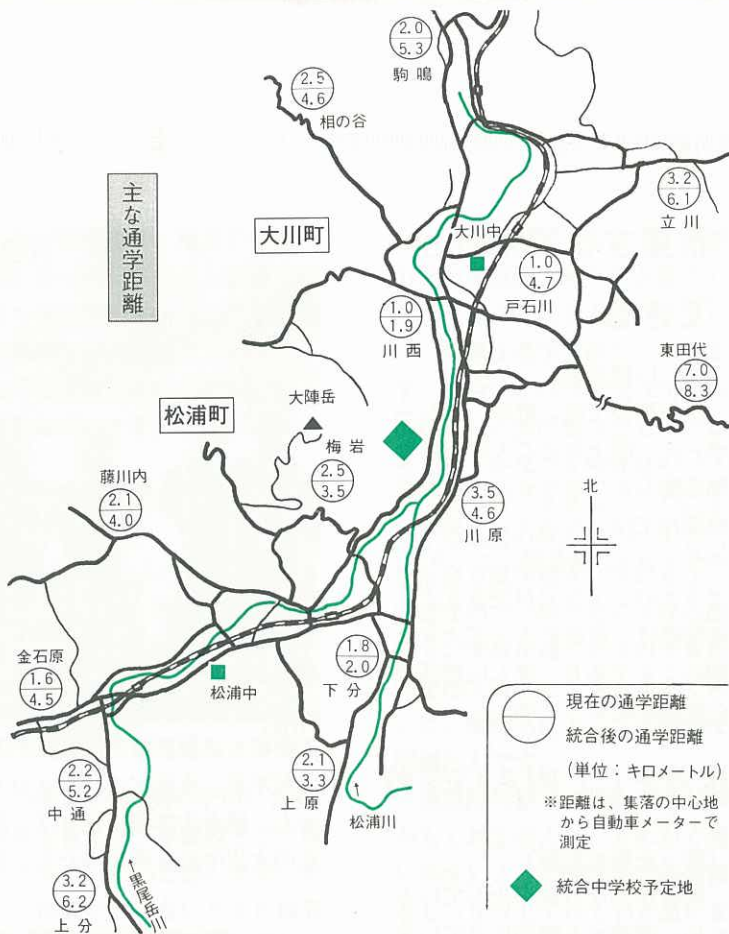 主な通学距離
2.0
5.3
駒鳴
2.5
4.6
相の谷
3.2
6.1
立川
大川町
大川中
1.0
4.7
戸石川
1.0
1.9
川西
東田代
7.0
8.3
松浦町
大陣岳
梅岩
2.5
3.5
藤川内
2.1
4.0
3.5
4.6
川原
北
金石原
1.6
4.5
松浦中
1.8
2.0
下分
2.2
5.2
中通
2.1
3.3
上原
松浦川
3.2
6.2
上分
←黒尾岳川
現在の通学距離
統合後の通学距離
(単位:キロメートル)
※距離は、集落の中心地
から自動車メーターで
測定
統合中学校予定地